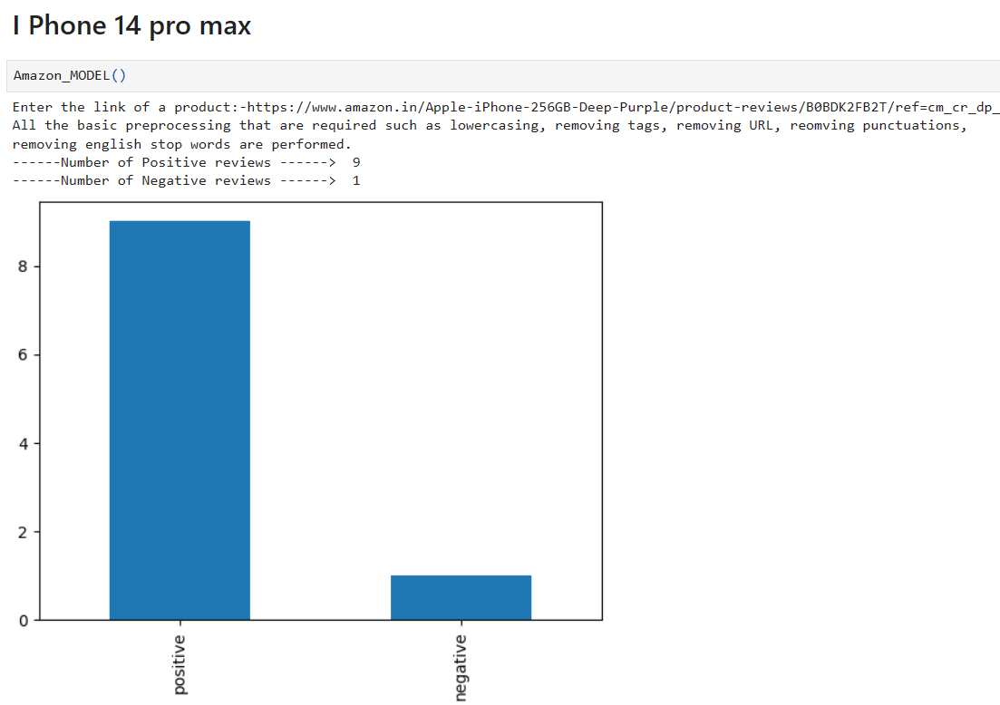 I Phone 14 pro max
Amazon_MODEL()
Enter the link of a product:-https://www.amazon.in/Apple-iPhone-256GB-Deep-Purple/product-reviews/B0BDK2FB2T/ref=cm_cr_dp_
All the basic preprocessing that are required such as lowercasing, removing tags, removing URL, reomving punctuations,
removing english stop words are performed.
------Number of Positive reviews ------>  9
------Number of Negative reviews ------>  1
8
6
4
2
0
positive
negative